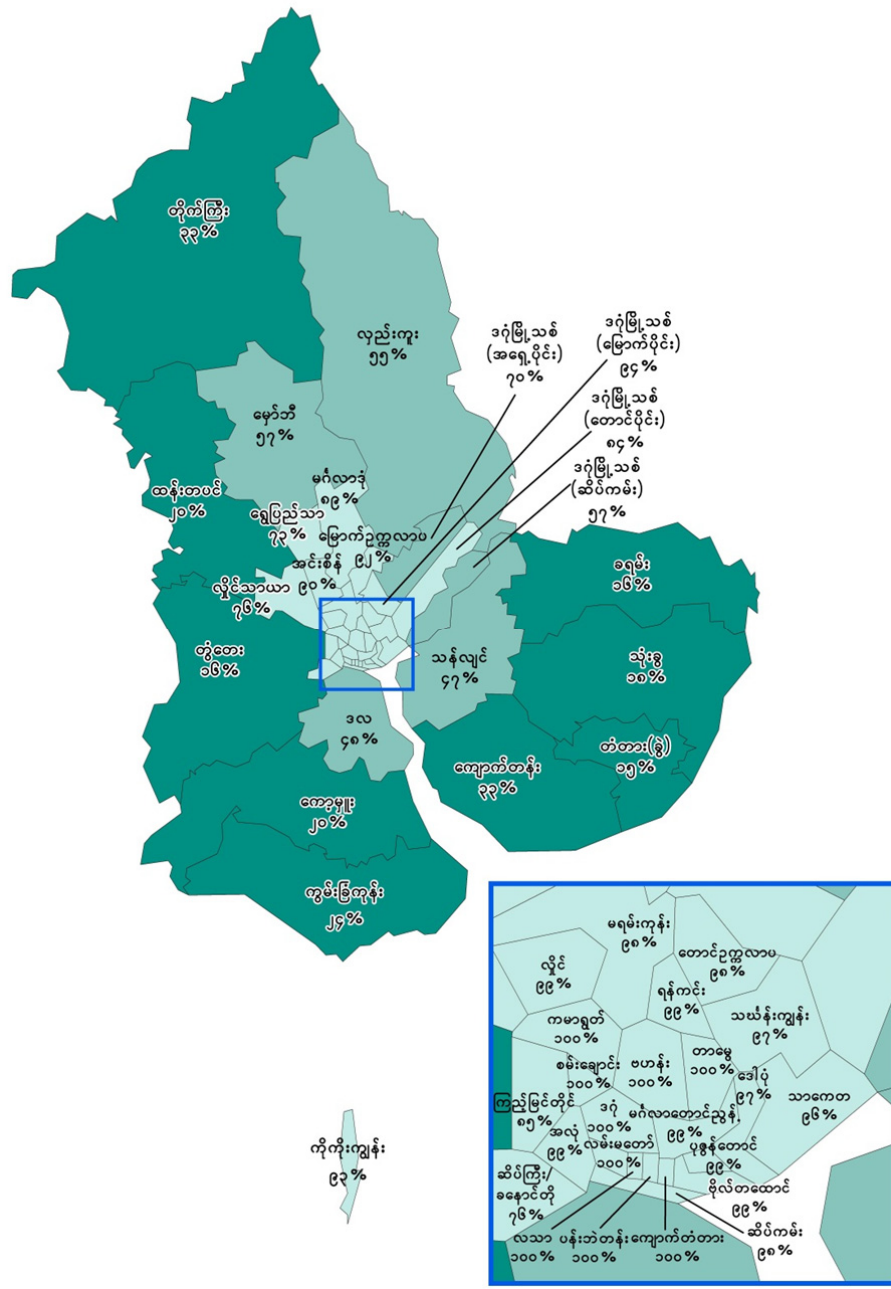 တိုက်ကြီး
၃၃%
လှည်းကူး
၅၅%
ဒဂုံမြို့သစ်
(အရှေ့ပိုင်း)
၇၀%
ဒဂုံမြို့သစ်
(မြောက်ပိုင်း)
၉၄%
ဒဂုံမြို့သစ်
(တောင်ပိုင်း)
၈၄%
ဒဂုံမြို့သစ်
(ဆိပ်ကမ်း)
၅၇%
မှော်ဘီ
၅၇%
မင်္ဂလာဒုံ
၈၉%
ထန်းတပင်
၂၀%
ရွှေပြည်သာ
၇၃%
မြောက်ဥက္ကလာပ
၉၂%
အင်းစိန်
၉၀%
လှိုင်သာယာ
၇၆%
ခရမ်း
၁၆%
တွံတေး
၁၆%
သန်လျင်
၄၇%
သုံးခွ
၁၈%
ဒလ
၄၈%
တံတား(ခွဲ)
၁၅%
ကျောက်တန်း
၃၃%
ကော့မှူး
၂၀%
ကွမ်းခြံကုန်း
၂၄%
ကိုကိုးကျွန်း
၉၃%
မရမ်းကုန်း
၉၈%
တောင်ဥက္ကလာပ
၉၈%
လှိုင်
၉၉%
ရန်ကင်း
၉၉%
ကမာရွတ်
၁၀၀%
သင်္ဃန်းကျွန်း
၉၇%
စမ်းချောင်း
၁၀၀%
ဗဟန်း
၁၀၀%
တာမွေ
၁၀၀%
ဒေါပုံ
၉၇%
သာကေတ
၉၆%
ကြည့်မြင်တိုင်
၈၅%
အလုံ
၉၉%
ဒဂုံ
၁၀၀%
မင်္ဂလာတောင်ညွန့်
၉၉%
လမ်းမတော်
၁၀၀%
ပုဇွန်တောင်
၉၉%
ဆိပ်ကြီး/
ခနောင်တို
၇၆%
ဗိုလ်တထောင်
၉၉%
ဆိပ်ကမ်း
၉၈%
လသာ
၁၀၀%
ပန်းဘဲတန်း
၁၀၀%
ကျောက်တံတား
၁၀၀%